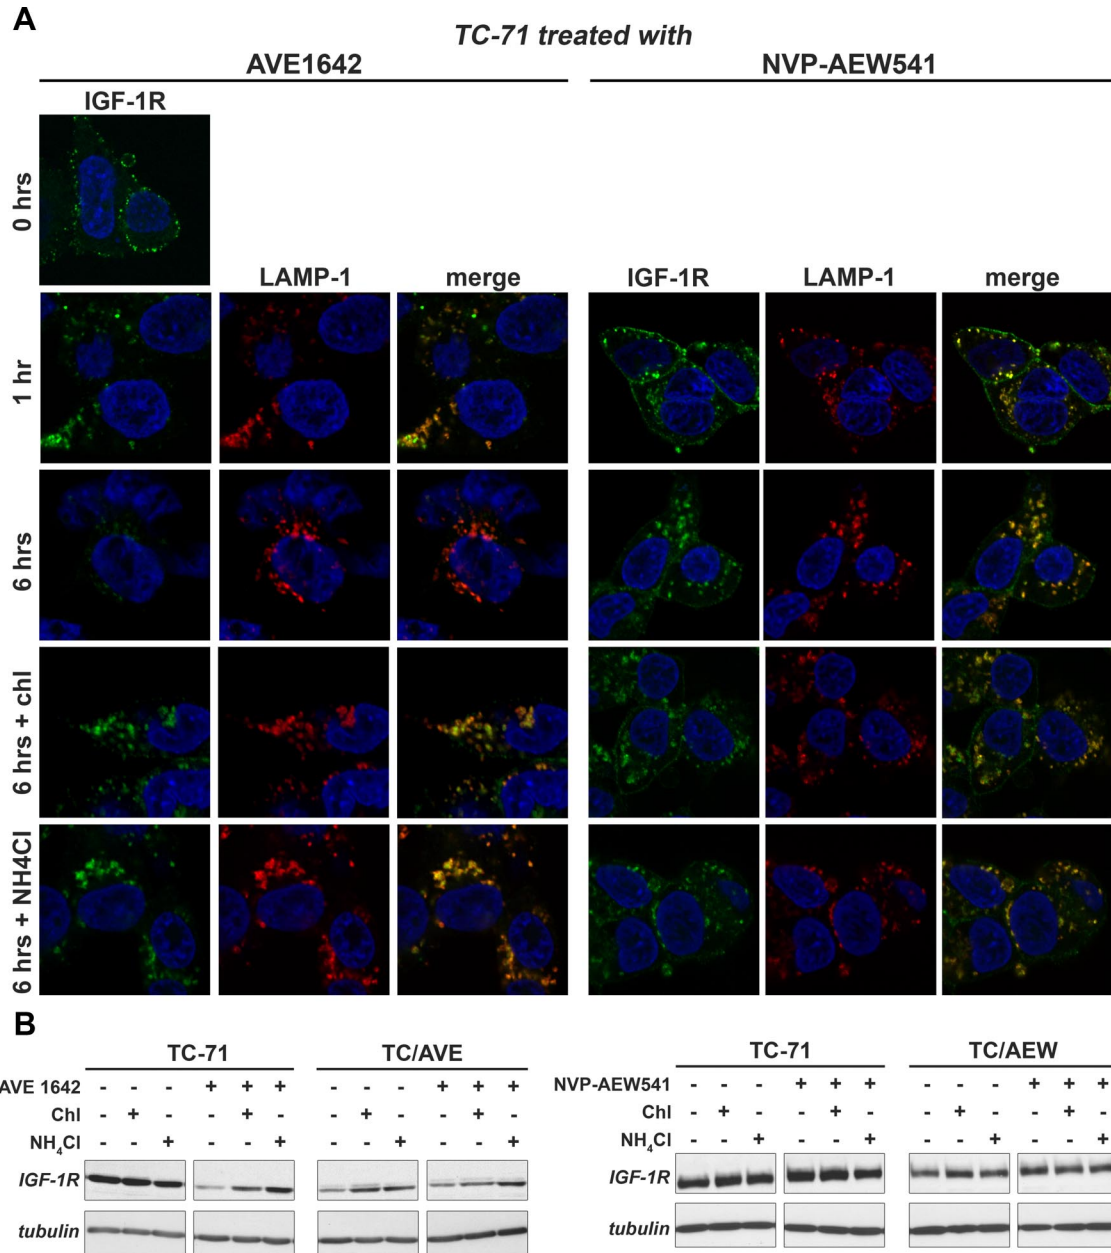 A
TC-71 treated with
AVE1642
NVP-AEW541
IGF-1R
0 hrs
LAMP-1 merge IGF-1R LAMP-1 merge
1 hr
6 hrs
6 hrs + chl
6 hrs + NH4Cl
B
TC-71 TC/AVE
AVE 1642 - - - + + + - - - + + +
Chl - + - - + - - + - - + -
NH4Cl - - + - - + - - + - - +
IGF-1R
tubulin
TC-71 TC/AEW
NVP-AEW541 - - - + + + - - - + + +
Chl - + - - + - - + - - + -
NH4Cl - - + - - + - - + - - +
IGF-1R
tubulin